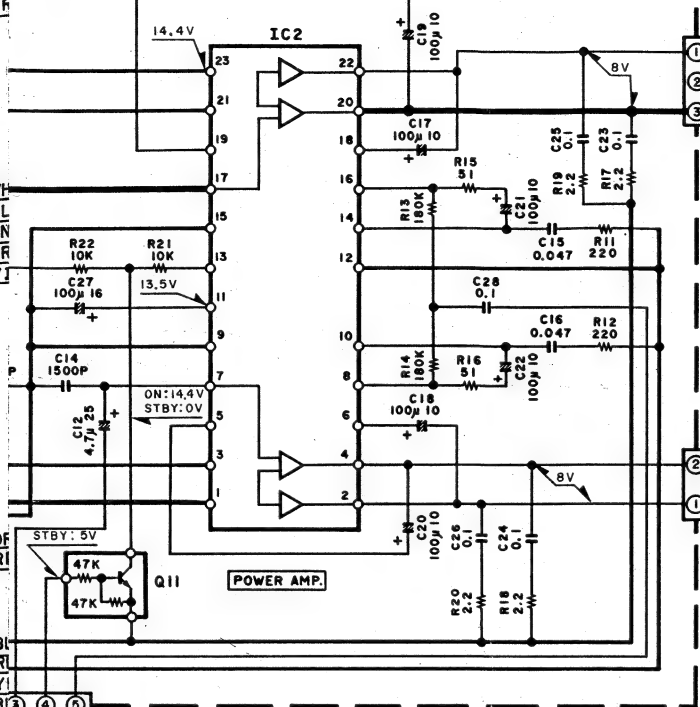 C19
100μ 10
14.4V
IC2
23
22
1
8V
2
21
20
3
C17
100μ 10
19
18
C25
0.1
C23
0.1
R15
51
17
16
R19
2.2
R17
2.2
R13
180K
C21
100μ10
15
14
R22
10K
R21
10K
C15
0.047
R11
220
13
12
C27
100μ 16
13.5V
C28
0.1
11
C16
0.047
R12
220
9
10
C14
1500P
R14
180K
R16
51
C22
100μ10
P
7
8
ON:14.4V
STBY:0V
C18
100μ 10
C12
4.7μ 25
5
6
3
4
2
8V
1
2
1
C20
100μ10
C26
0.1
C24
0.1
STBY: 5V
47K
Q11
POWER AMP.
47K
R20
2.2
R18
2.2
3
4
5